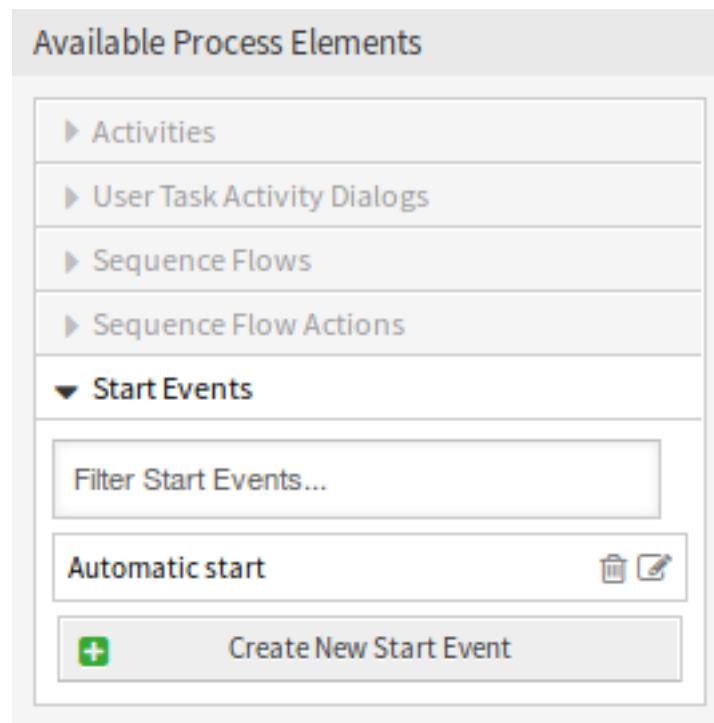 Available Process Elements
Activities
User Task Activity Dialogs
Sequence Flows
Sequence Flow Actions
Start Events
Filter Start Events...
Automatic start
Create New Start Event